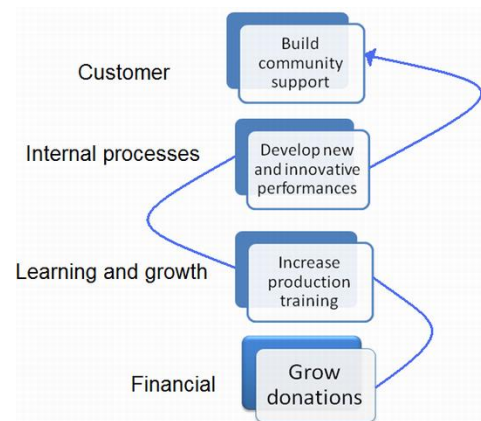 Customer
Build
community
support
Internal processes
Develop new
and innovative
performances
Learning and growth
Increase
production
training
Financial
Grow
donations